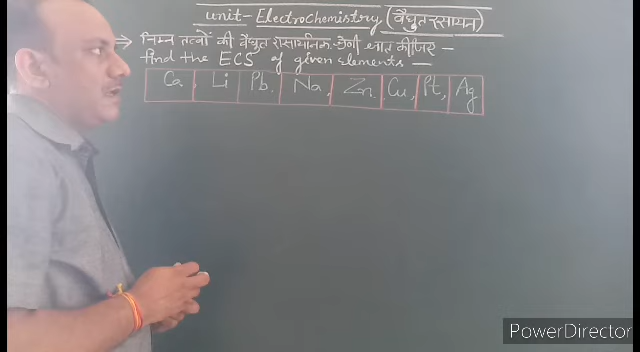 unit- Electrochemistry (वैद्युत रसायन)
⇒ निम्न तत्वों की वैद्युत रासायनिक श्रेणी ज्ञात कीजिए -
find the ECS of given elements -
Ca, Li Pb, Na, Zn, Cu, Pt, Ag
PowerDirector